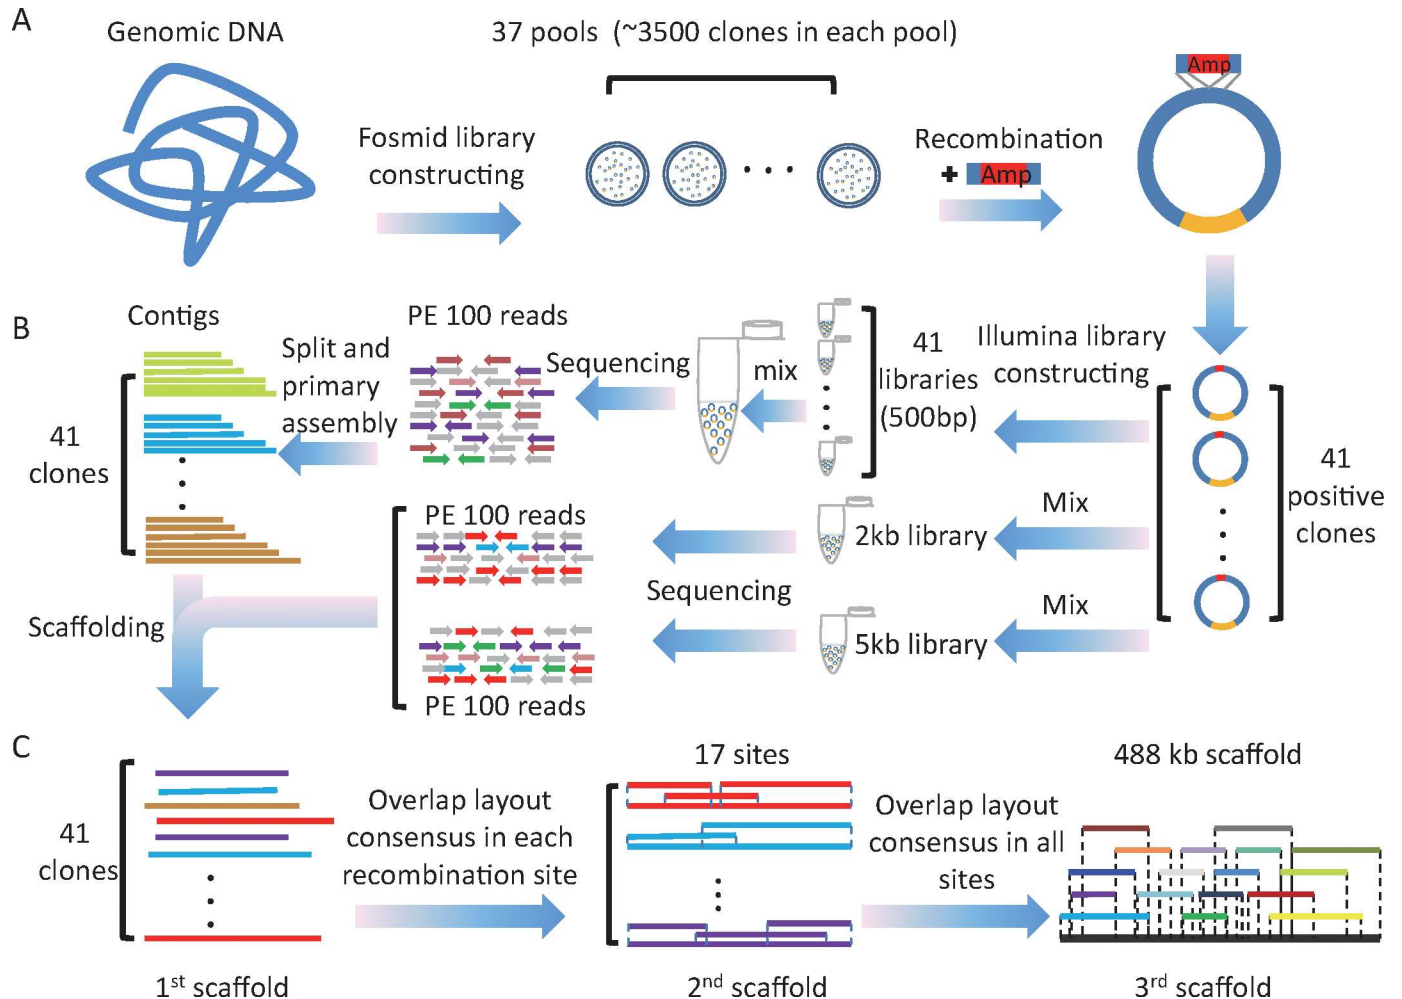 A
Genomic DNA
37 pools (~3500 clones in each pool)
Amp
Fosmid library
constructing
Recombination
+ Amp
B
Contigs
PE 100 reads
Split and
primary
assembly
Sequencing
mix
41
libraries
(500bp)
Illumina library
constructing
41
clones
41
positive
clones
PE 100 reads
2kb library
Mix
Sequencing
Scaffolding
5kb library
Mix
PE 100 reads
C
17 sites
488 kb scaffold
41
clones
Overlap layout
consensus in each
recombination site
Overlap layout
consensus in all
sites
1st scaffold
2nd scaffold
3rd scaffold